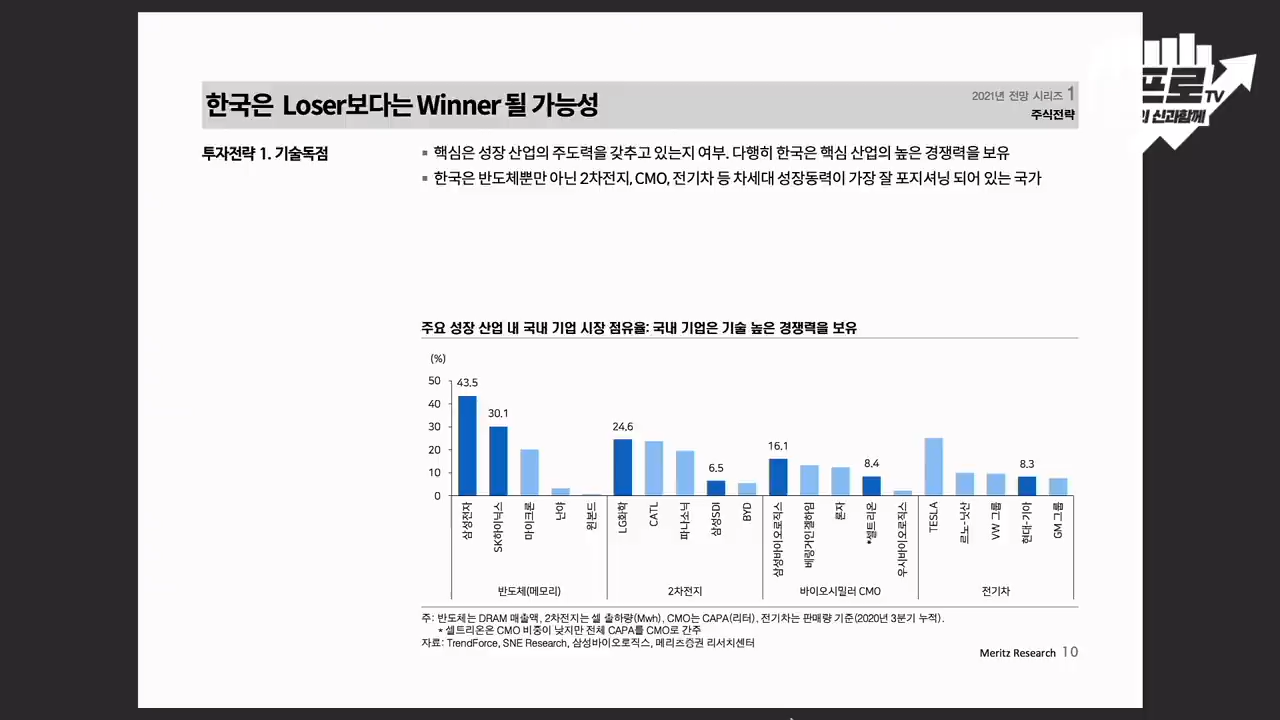 한국은 Loser보다는 Winner 될 가능성
2021년 전망 시리즈 1
주식전략
프로TV
신과함께
투자전략 1. 기술독점
▪ 핵심은 성장 산업의 주도력을 갖추고 있는지 여부. 다행히 한국은 핵심 산업의 높은 경쟁력을 보유
▪ 한국은 반도체뿐만 아닌 2차전지, CMO, 전기차 등 차세대 성장동력이 가장 잘 포지셔닝 되어 있는 국가
주요 성장 산업 내 국내 기업 시장 점유율: 국내 기업은 기술 높은 경쟁력을 보유
(%)
50
40
30
20
10
0
43.5
30.1
24.6
6.5
16.1
8.4
8.3
삼성전자
SK하이닉스
마이크론
난야
윈본드
LG화학
CATL
파나소닉
삼성SDI
BYD
삼성바이오로직스
베링거인겔하임
론자
*셀트리온
우시바이오로직스
TESLA
르노-닛산
VW 그룹
현대-기아
GM 그룹
반도체(메모리)
2차전지
바이오시밀러 CMO
전기차
주: 반도체는 DRAM 매출액, 2차전지는 셀 출하량(Mwh), CMO는 CAPA(리터), 전기차는 판매량 기준(2020년 3분기 누적).
* 셀트리온은 CMO 비중이 낮지만 전체 CAPA를 CMO로 간주
자료: TrendForce, SNE Research, 삼성바이오로직스, 메리츠증권 리서치센터
Meritz Research 10